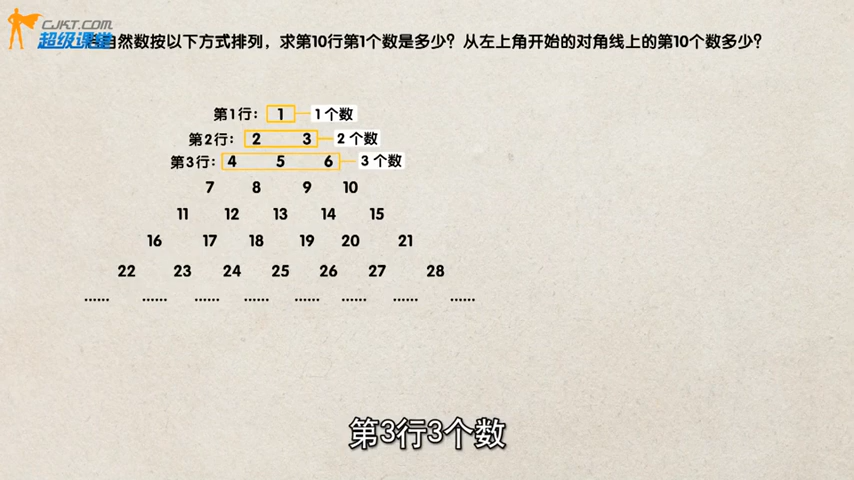 CJKT.COM
超级课堂
自然数按以下方式排列，求第10行第1个数是多少？从左上角开始的对角线上的第10个数多少？
第1行： 1 1个数
第2行： 2 3 2个数
第3行： 4 5 6 3个数
7 8 9 10
11 12 13 14 15
16 17 18 19 20 21
22 23 24 25 26 27 28
...... ...... ...... ...... ...... ...... ...... ......
第3行3个数